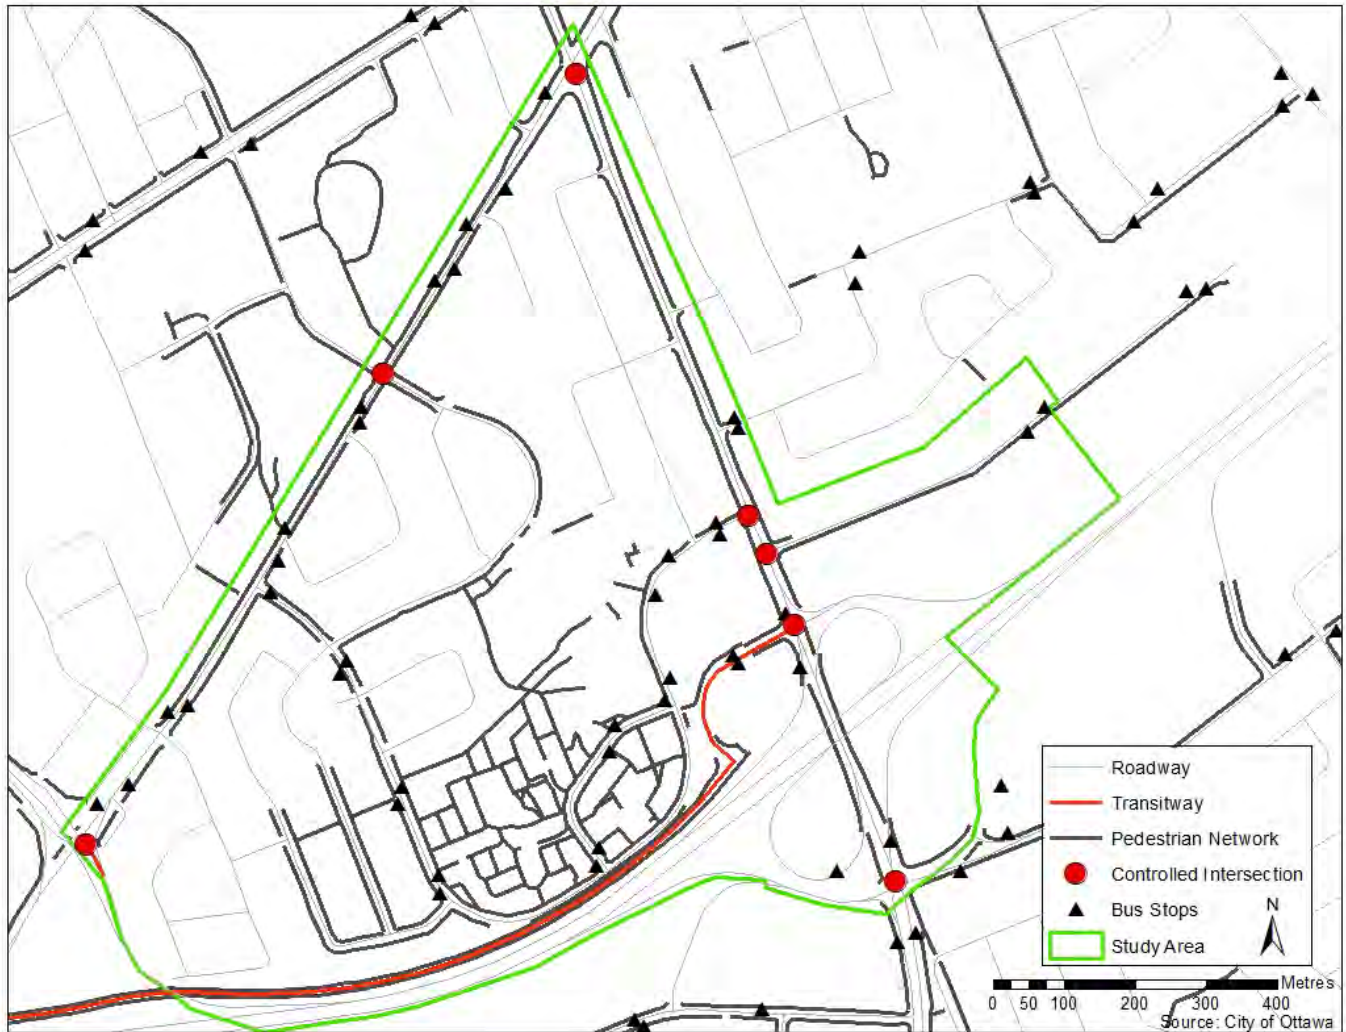 Roadway
Transitway
Pedestrian Network
Controlled Intersection
Bus Stops
N
Study Area
Metres
0 50 100 200 300 400
Source: City of Ottawa